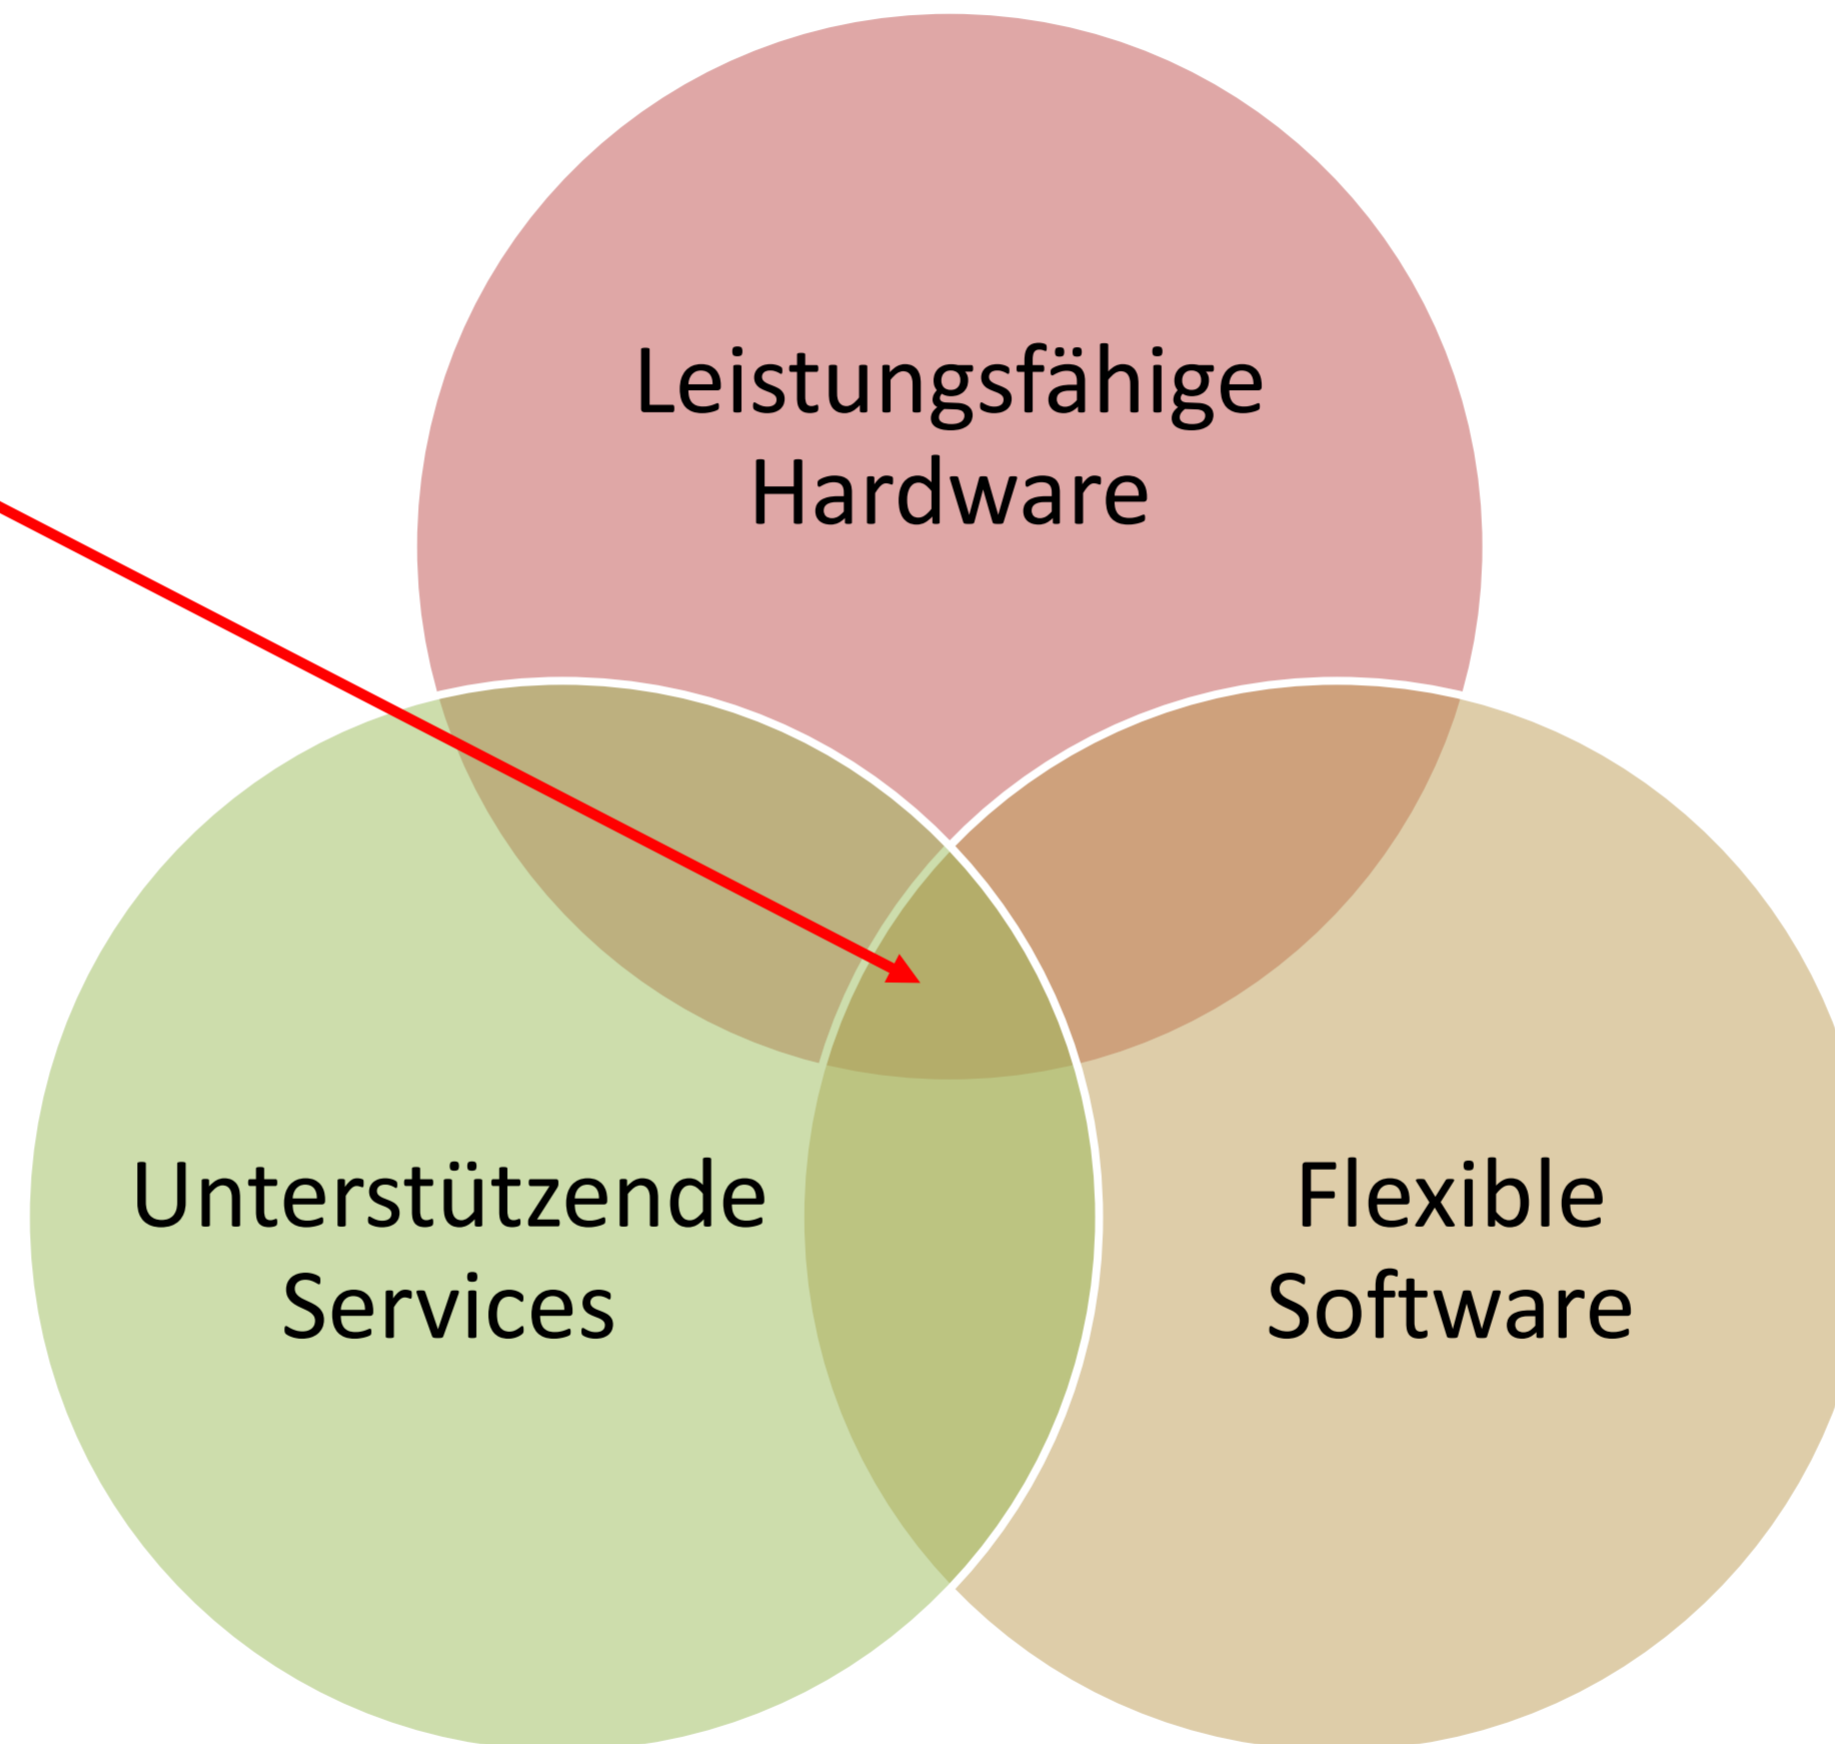 Leistungsfähige
Hardware
Unterstützende
Services
Flexible
Software